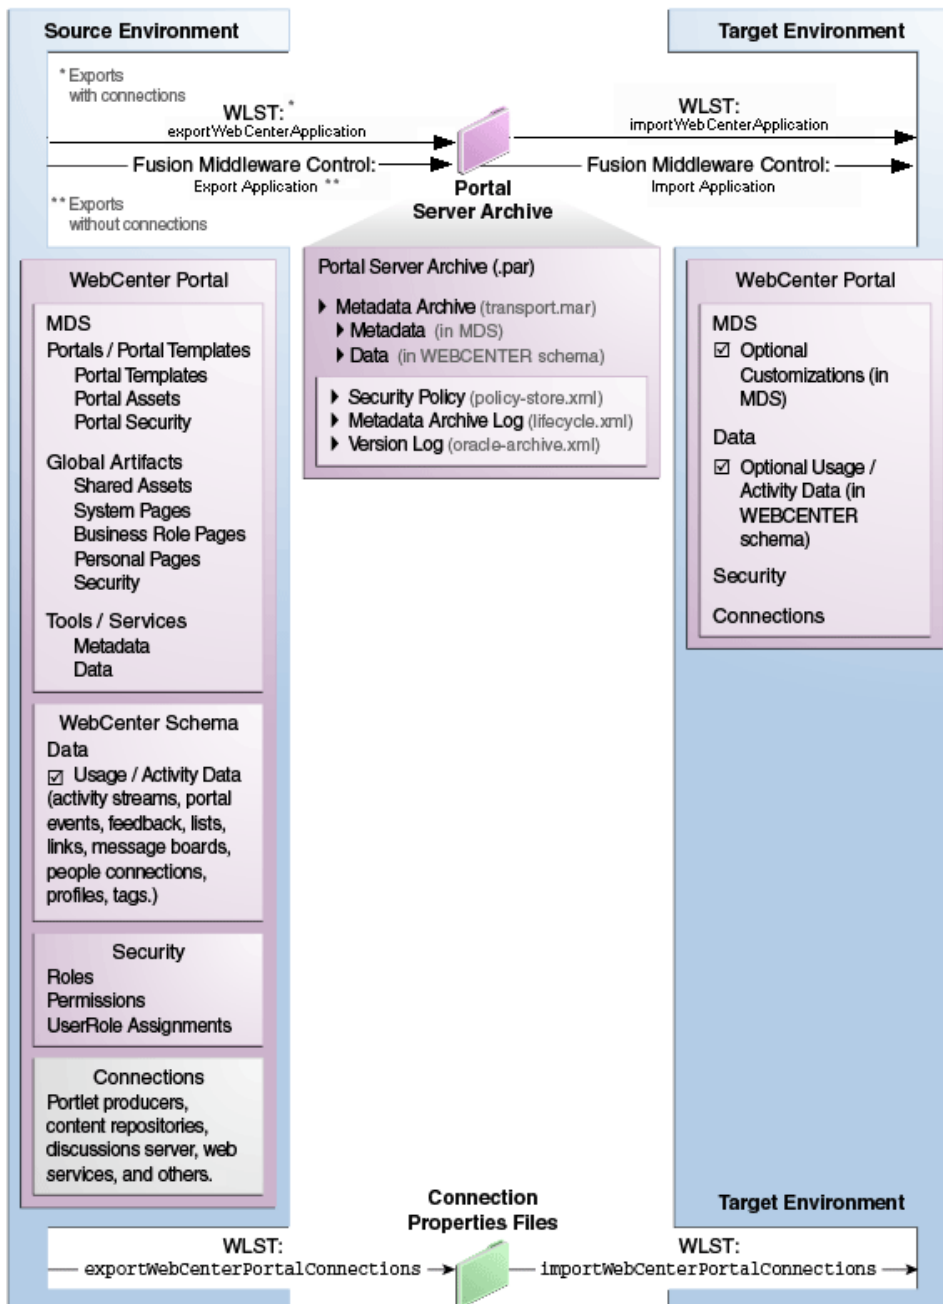 Source Environment
Target Environment
* Exports
with connections
WLST: *
exportWebCenterApplication
WLST:
importWebCenterApplication
Fusion Middleware Control:
Export Application **
Fusion Middleware Control:
Import Application
** Exports
without connections
Portal
Server Archive
WebCenter Portal
MDS
Portals / Portal Templates
Portal Templates
Portal Assets
Portal Security
Global Artifacts
Shared Assets
System Pages
Business Role Pages
Personal Pages
Security
Tools / Services
Metadata
Data
WebCenter Schema
Data
Usage / Activity Data
(activity streams, portal
events, feedback, lists,
links, message boards,
people connections,
profiles, tags.)
Security
Roles
Permissions
UserRole Assignments
Connections
Portlet producers,
content repositories,
discussions server, web
services, and others.
Portal Server Archive (.par)
Metadata Archive (transport.mar)
Metadata (in MDS)
Data (in WEBCENTER schema)
Security Policy (policy-store.xml)
Metadata Archive Log (lifecycle.xml)
Version Log (oracle-archive.xml)
WebCenter Portal
MDS
Optional
Customizations (in
MDS)
Data
Optional Usage /
Activity Data (in
WEBCENTER
schema)
Security
Connections
Connection
Properties Files
Target Environment
WLST:
exportWebCenterPortalConnections
WLST:
importWebCenterPortalConnections